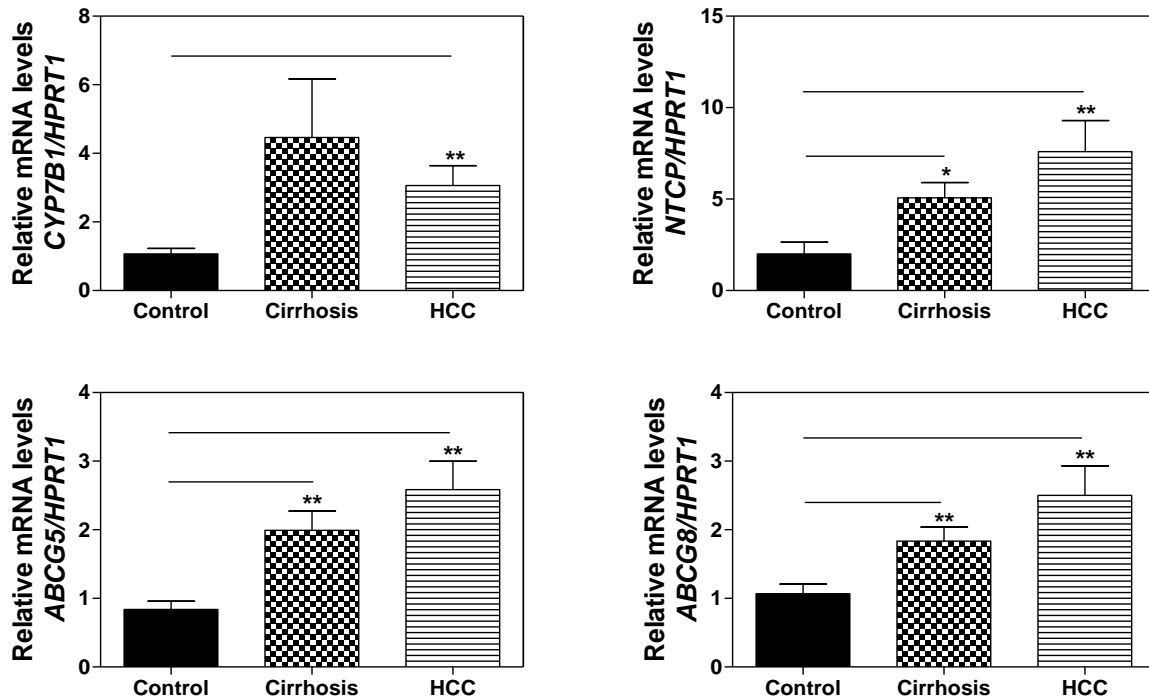 Relative mRNA levels
CYP7B1/HPRT1
8
6
4
2
0
**
Control Cirrhosis HCC
Relative mRNA levels
NTCP/HPRT1
15
10
5
0
*
**
Control Cirrhosis HCC
Relative mRNA levels
ABCG5/HPRT1
4
3
2
1
0
**
**
Control Cirrhosis HCC
Relative mRNA levels
ABCG8/HPRT1
4
3
2
1
0
**
**
Control Cirrhosis HCC